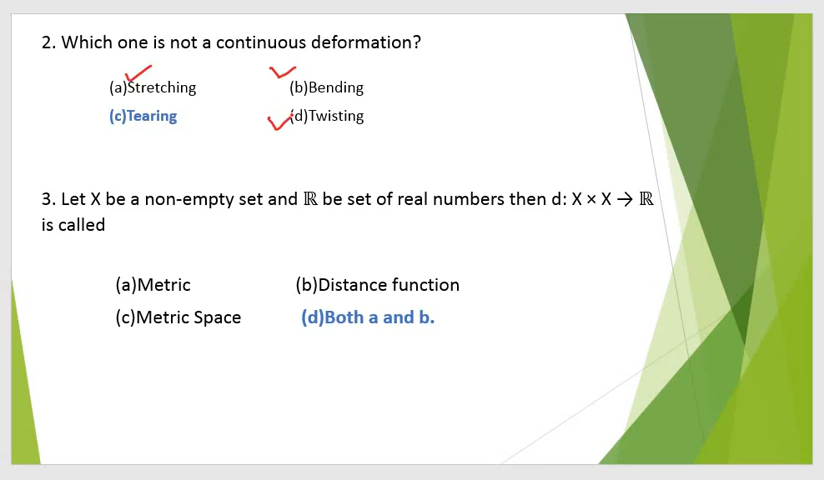 2. Which one is not a continuous deformation?
(a)Stretching (b)Bending
(c)Tearing (d)Twisting
3. Let X be a non-empty set and ℝ be set of real numbers then d: X × X → ℝ
is called
(a)Metric (b)Distance function
(c)Metric Space (d)Both a and b.